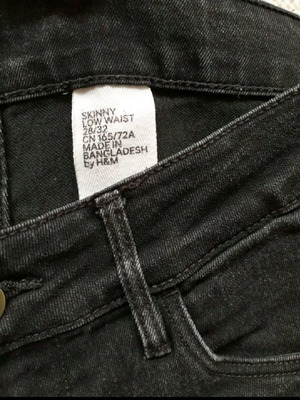 SKINNY
LOW WAIST
28/32
CN 165/72A
MADE IN
BANGLADESH
by H&M